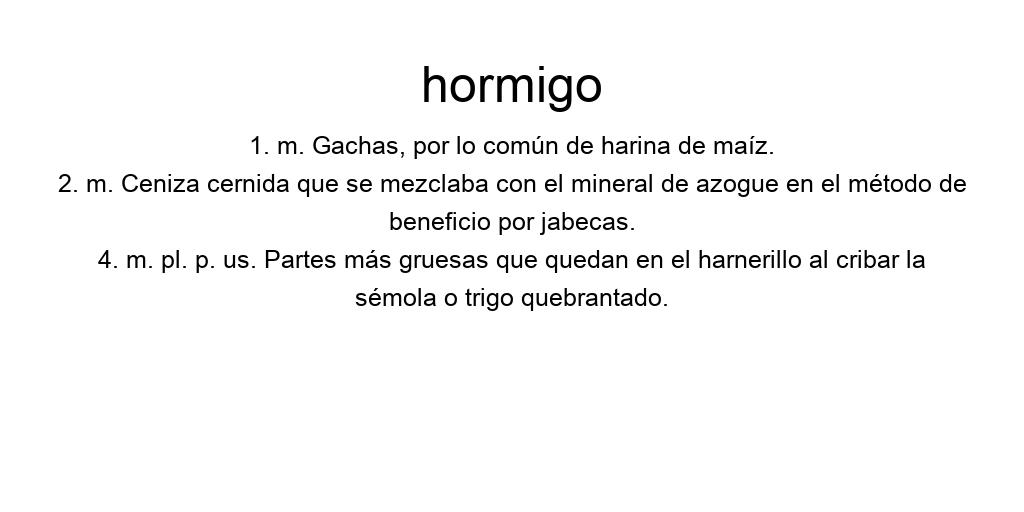 hormigo
1. m. Gachas, por lo común de harina de maíz.
2. m. Ceniza cernida que se mezclaba con el mineral de azogue en el método de
beneficio por jabecas.
4. m. pl. p. us. Partes más gruesas que quedan en el harnerillo al cribar la
sémola o trigo quebrantado.